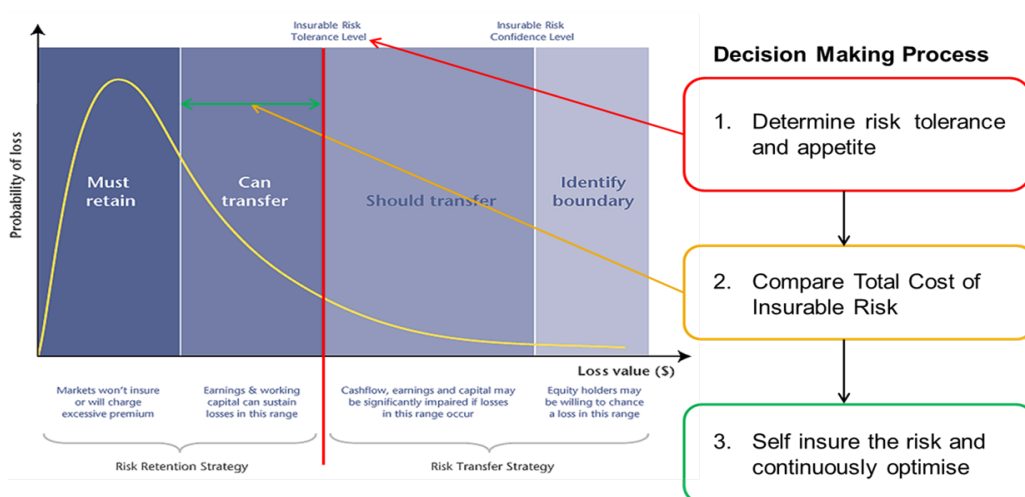 Insurable Risk
Tolerance Level
Insurable Risk
Confidence Level
Probability of loss
Must
retain
Can
transfer
Should transfer
Identify
boundary
Loss value ($)
Markets won't insure
or will charge
excessive premium
Earnings & working
capital can sustain
losses in this range
Cashflow, earnings and capital may
be significantly impaired if losses
in this range occur
Equity holders may
be willing to chance
a loss in this range
Risk Retention Strategy
Risk Transfer Strategy
Decision Making Process
1. Determine risk tolerance
and appetite
2. Compare Total Cost of
Insurable Risk
3. Self insure the risk and
continuously optimise